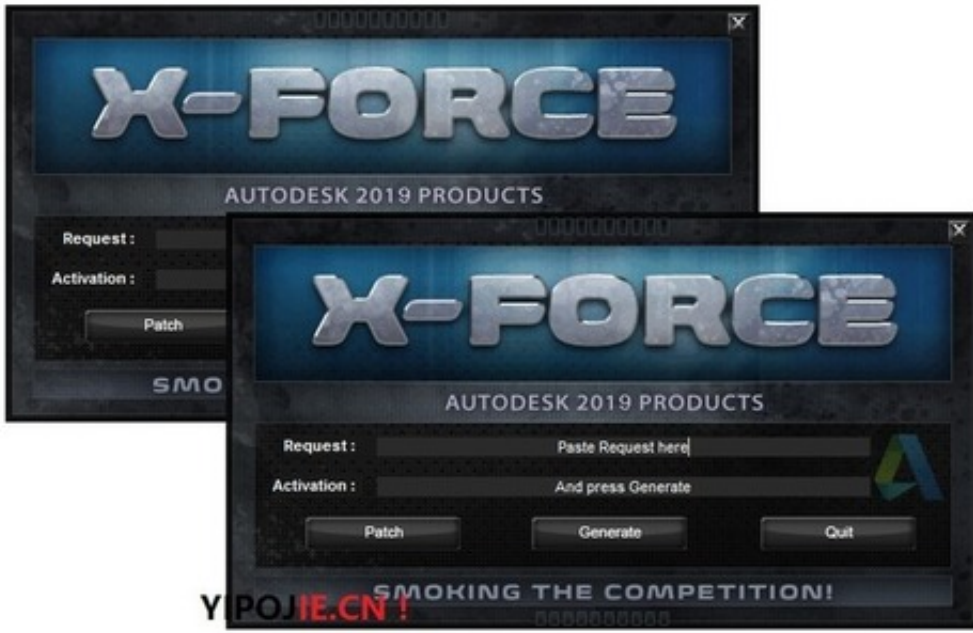 X-FORCE
AUTODESK 2019 PRODUCTS
Request :
Activation :
Patch
SMO
X-FORCE
AUTODESK 2019 PRODUCTS
Request : Paste Request here
Activation : And press Generate
Patch Generate Quit
SMOKING THE COMPETITION!
YIPOJIE.CN !